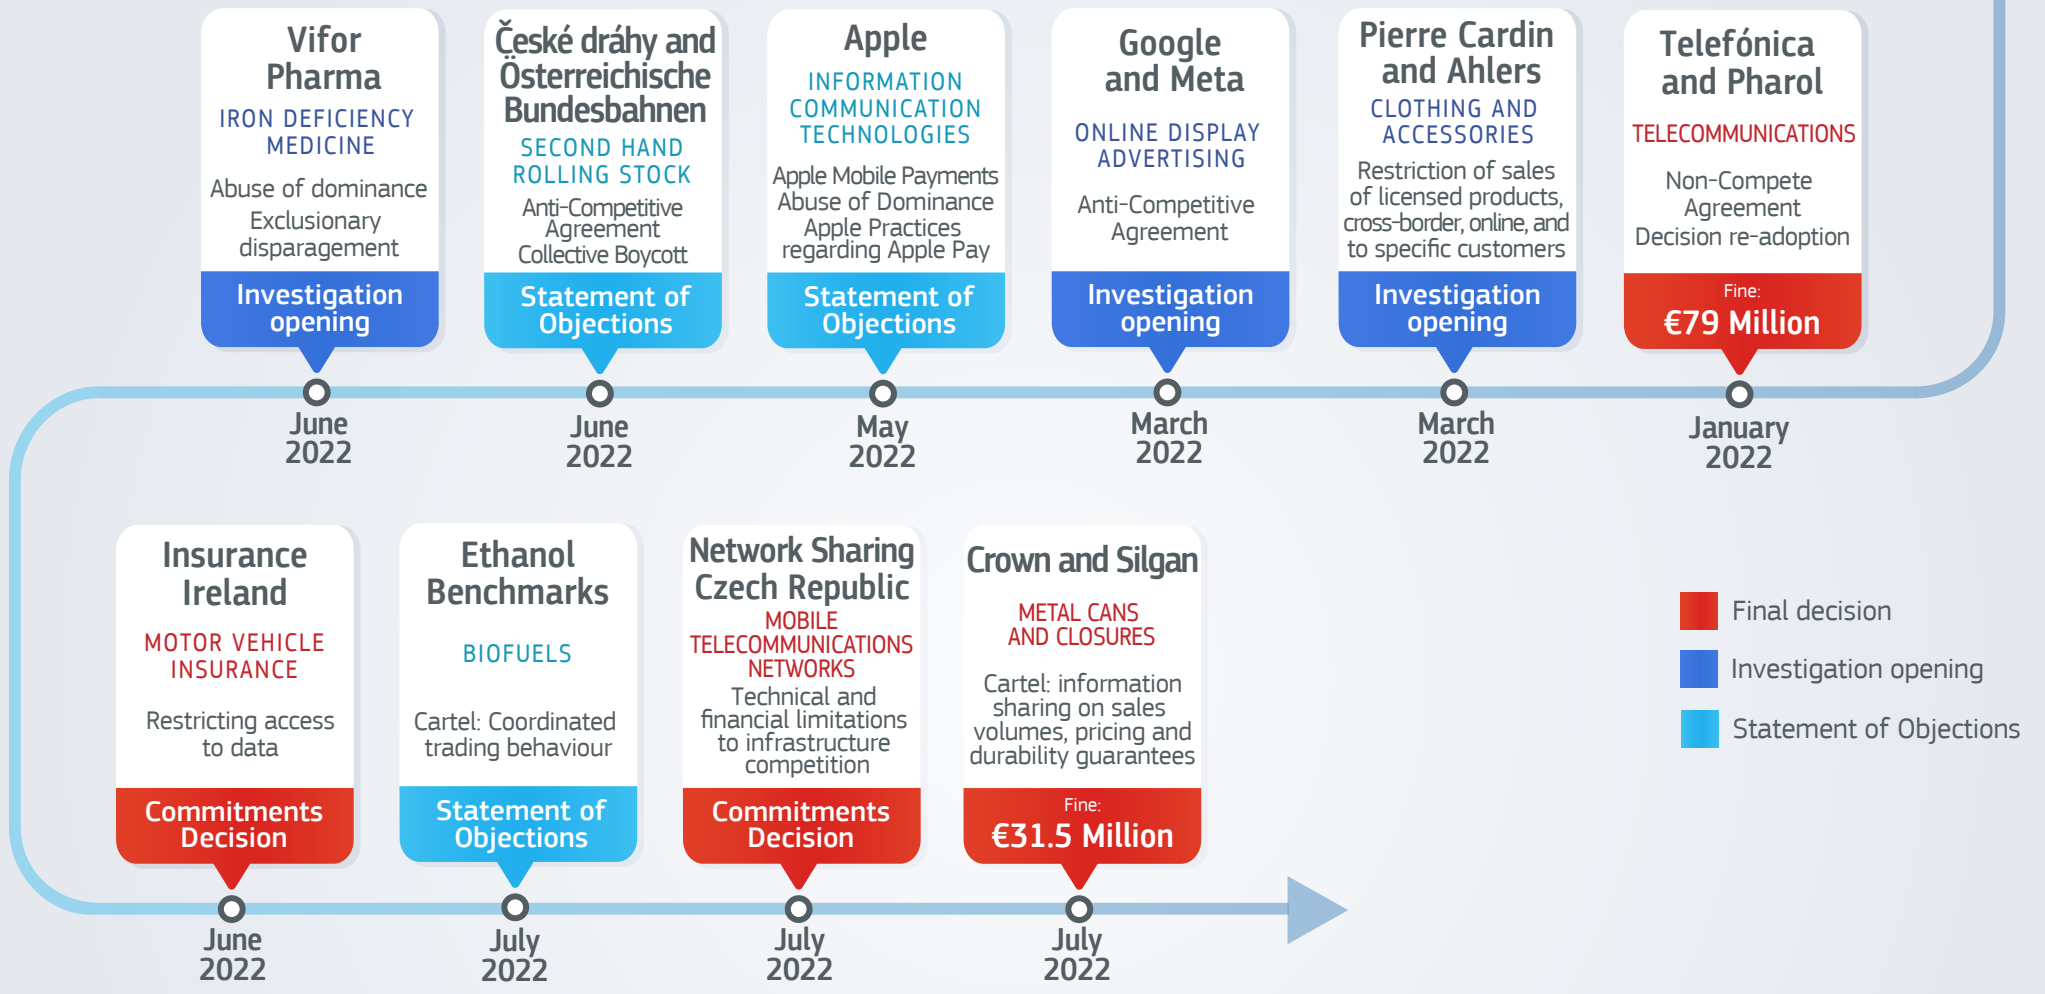 Vifor
Pharma
IRON DEFICIENCY
MEDICINE
Abuse of dominance
Exclusionary
disparagement
Investigation
opening
June
2022
České dráhy and
Österreichische
Bundesbahnen
SECOND HAND
ROLLING STOCK
Anti-Competitive
Agreement
Collective Boycott
Statement of
Objections
June
2022
Apple
INFORMATION
COMMUNICATION
TECHNOLOGIES
Apple Mobile Payments
Abuse of Dominance
Apple Practices
regarding Apple Pay
Statement of
Objections
May
2022
Google
and Meta
ONLINE DISPLAY
ADVERTISING
Anti-Competitive
Agreement
Investigation
opening
March
2022
Pierre Cardin
and Ahlers
CLOTHING AND
ACCESSORIES
Restriction of sales
of licensed products,
cross-border, online, and
to specific customers
Investigation
opening
March
2022
Telefónica
and Pharol
TELECOMMUNICATIONS
Non-Compete
Agreement
Decision re-adoption
Fine:
€79 Million
January
2022
Insurance
Ireland
MOTOR VEHICLE
INSURANCE
Restricting access
to data
Commitments
Decision
June
2022
Ethanol
Benchmarks
BIOFUELS
Cartel: Coordinated
trading behaviour
Statement of
Objections
July
2022
Network Sharing
Czech Republic
MOBILE
TELECOMMUNICATIONS
NETWORKS
Technical and
financial limitations
to infrastructure
competition
Commitments
Decision
July
2022
Crown and Silgan
METAL CANS
AND CLOSURES
Cartel: information
sharing on sales
volumes, pricing and
durability guarantees
Fine:
€31.5 Million
July
2022
Final decision
Investigation opening
Statement of Objections